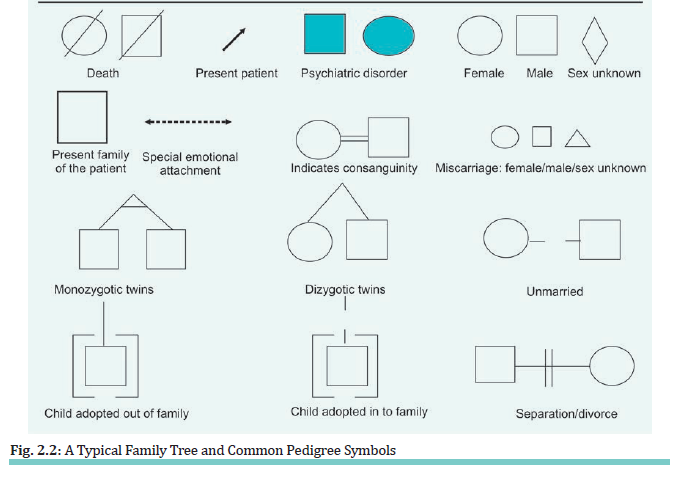 Death
Present patient
Psychiatric disorder
Female
Male
Sex unknown
Present family
of the patient
Special emotional
attachment
Indicates consanguinity
Miscarriage: female/male/sex unknown
Monozygotic twins
Dizygotic twins
Unmarried
Child adopted out of family
Child adopted in to family
Separation/divorce
Fig. 2.2: A Typical Family Tree and Common Pedigree Symbols